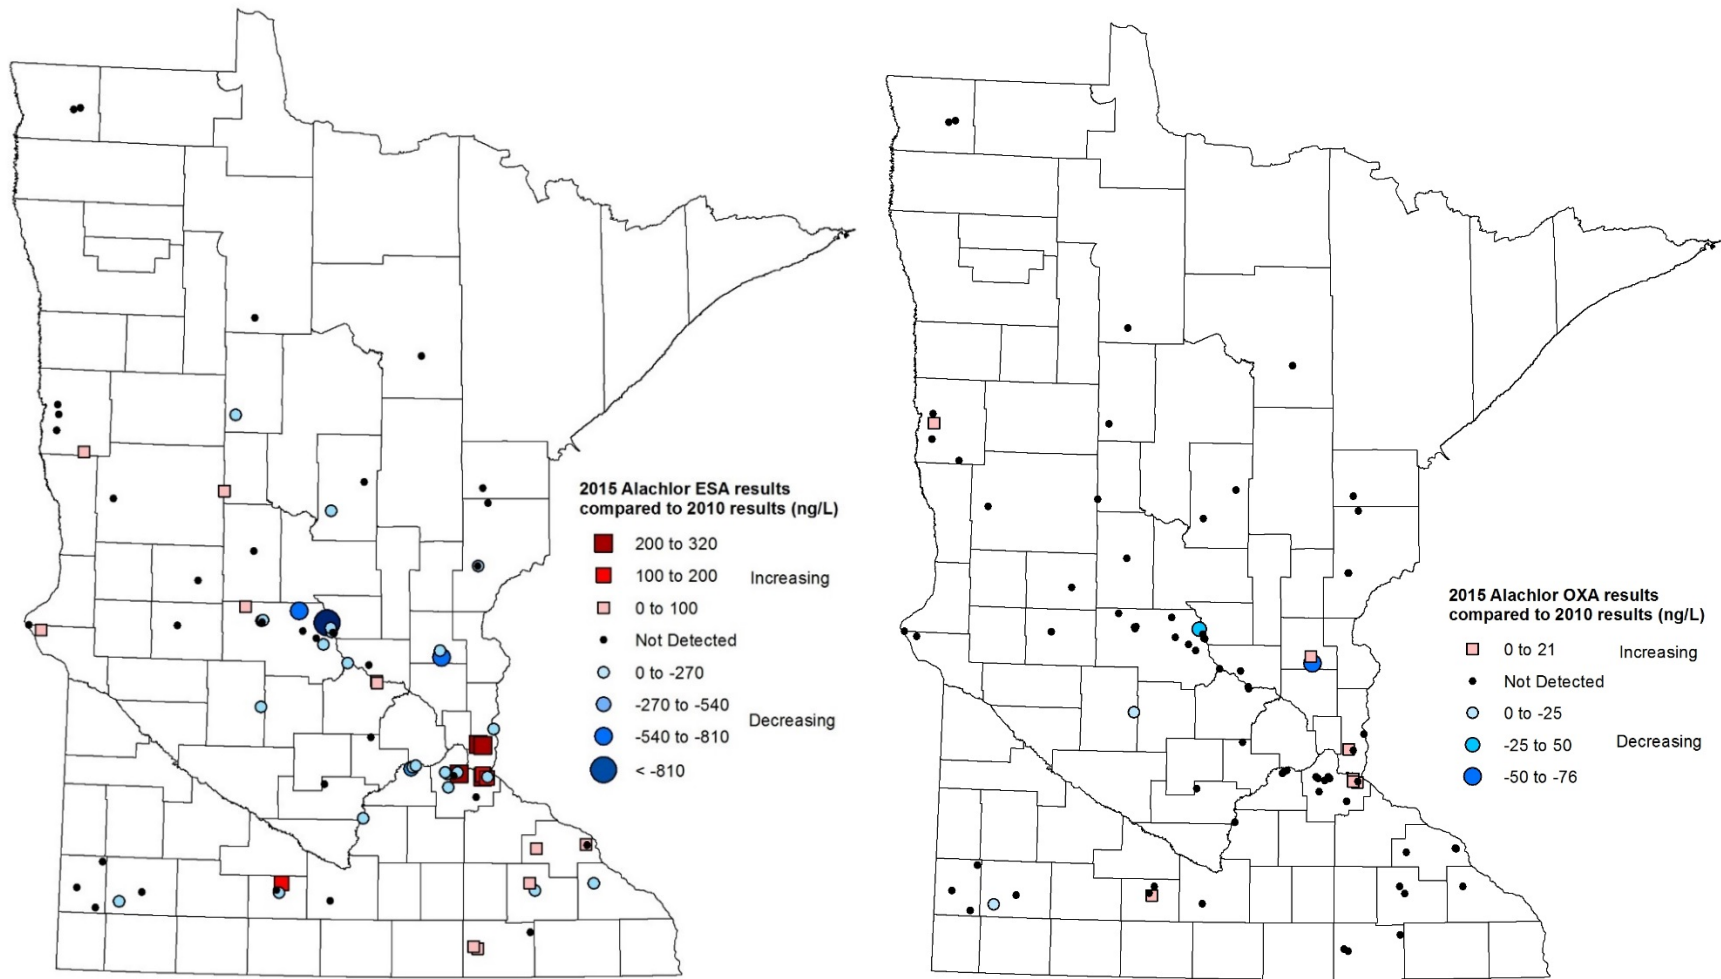 2015 Alachlor ESA results
compared to 2010 results (ng/L)
200 to 320
100 to 200
Increasing
0 to 100
Not Detected
0 to -270
-270 to -540
Decreasing
-540 to -810
< -810
2015 Alachlor OXA results
compared to 2010 results (ng/L)
0 to 21
Increasing
Not Detected
0 to -25
-25 to 50
Decreasing
-50 to -76